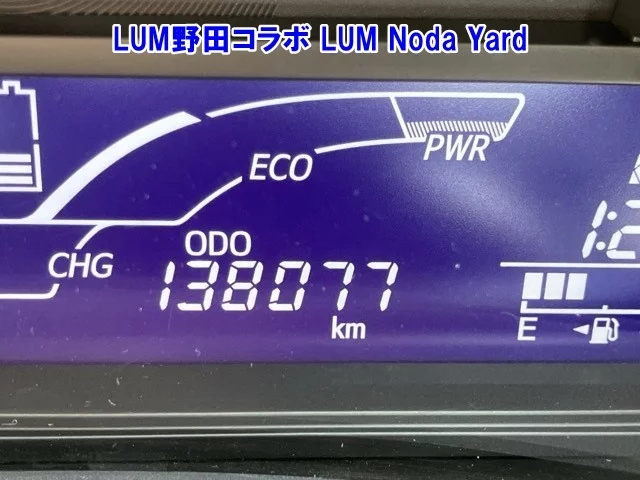 LUM野田コラボ LUM Noda Yard
PWR
ECO
ODO
CHG
138077
km
E